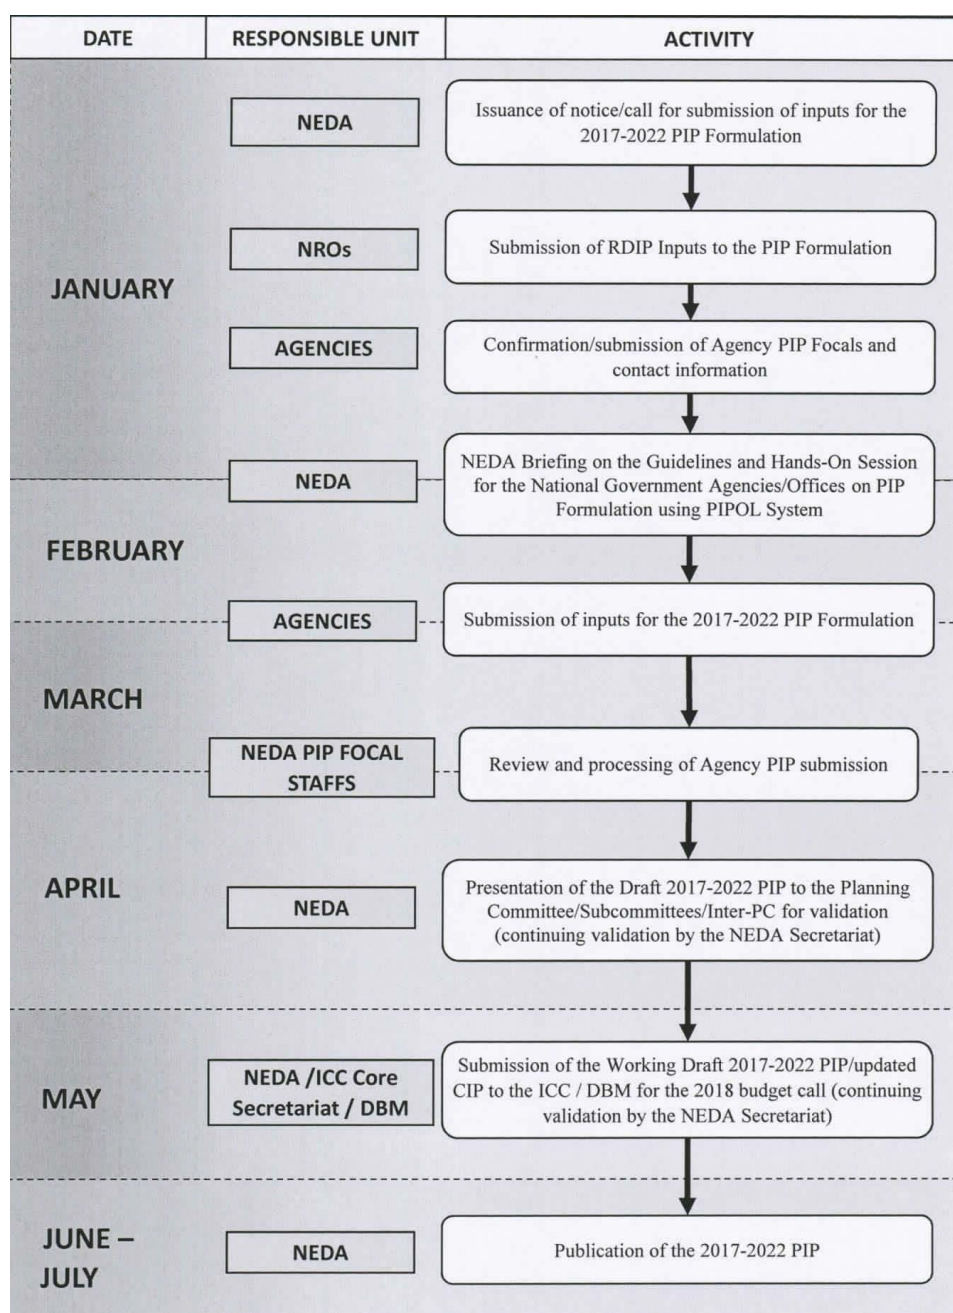 DATE
RESPONSIBLE UNIT
ACTIVITY
JANUARY
NEDA
Issuance of notice/call for submission of inputs for the
2017-2022 PIP Formulation
NROs
Submission of RDIP Inputs to the PIP Formulation
AGENCIES
Confirmation/submission of Agency PIP Focals and
contact information
NEDA
NEDA Briefing on the Guidelines and Hands-On Session
for the National Government Agencies/Offices on PIP
Formulation using PIPOL System
FEBRUARY
AGENCIES
Submission of inputs for the 2017-2022 PIP Formulation
MARCH
NEDA PIP FOCAL
STAFFS
Review and processing of Agency PIP submission
APRIL
NEDA
Presentation of the Draft 2017-2022 PIP to the Planning
Committee/Subcommittees/Inter-PC for validation
(continuing validation by the NEDA Secretariat)
MAY
NEDA /ICC Core
Secretariat / DBM
Submission of the Working Draft 2017-2022 PIP/updated
CIP to the ICC / DBM for the 2018 budget call (continuing
validation by the NEDA Secretariat)
JUNE –
JULY
NEDA
Publication of the 2017-2022 PIP